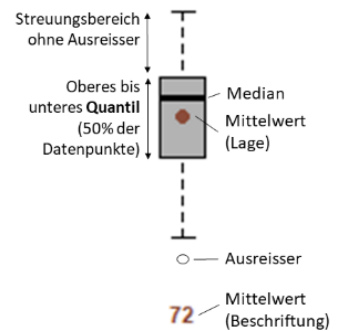 Streuungsbereich
ohne Ausreisser
Oberes bis
unteres Quantil
(50% der
Datenpunkte)
Median
Mittelwert
(Lage)
Ausreisser
72
Mittelwert
(Beschriftung)